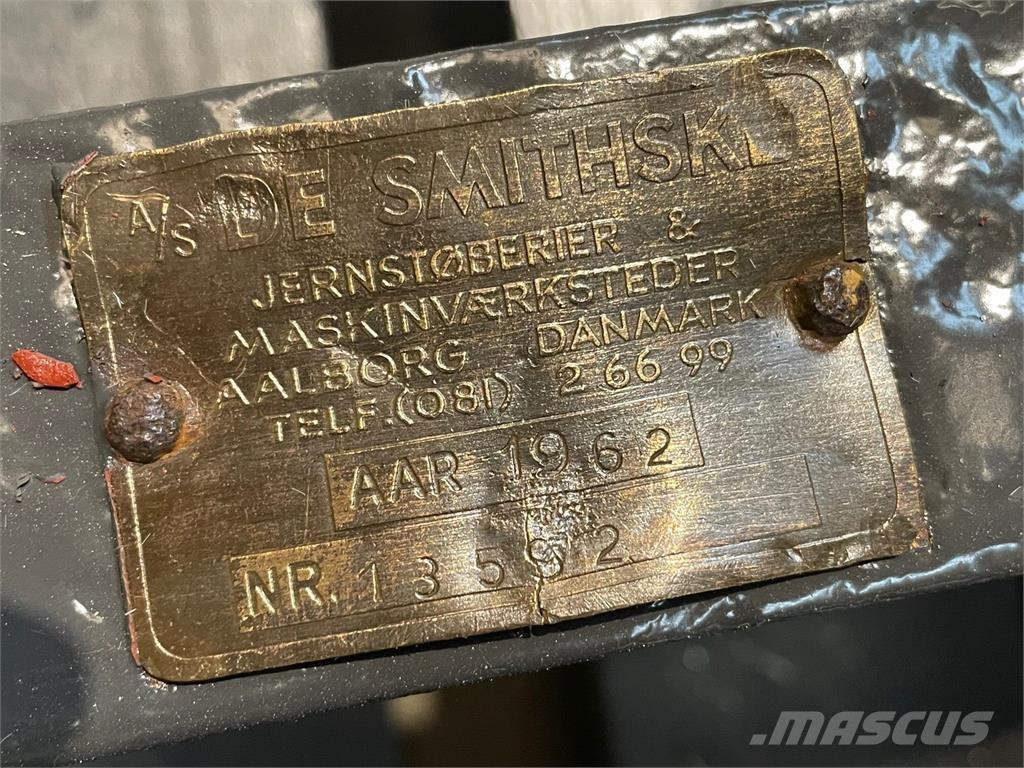 A/S DE SMITHSKE
JERNSTØBERIER &
MASKINVÆRKSTEDER
AALBORG DANMARK
TELF. (081) 2 66 99
AAR 1962
NR. 13592
MASCUS